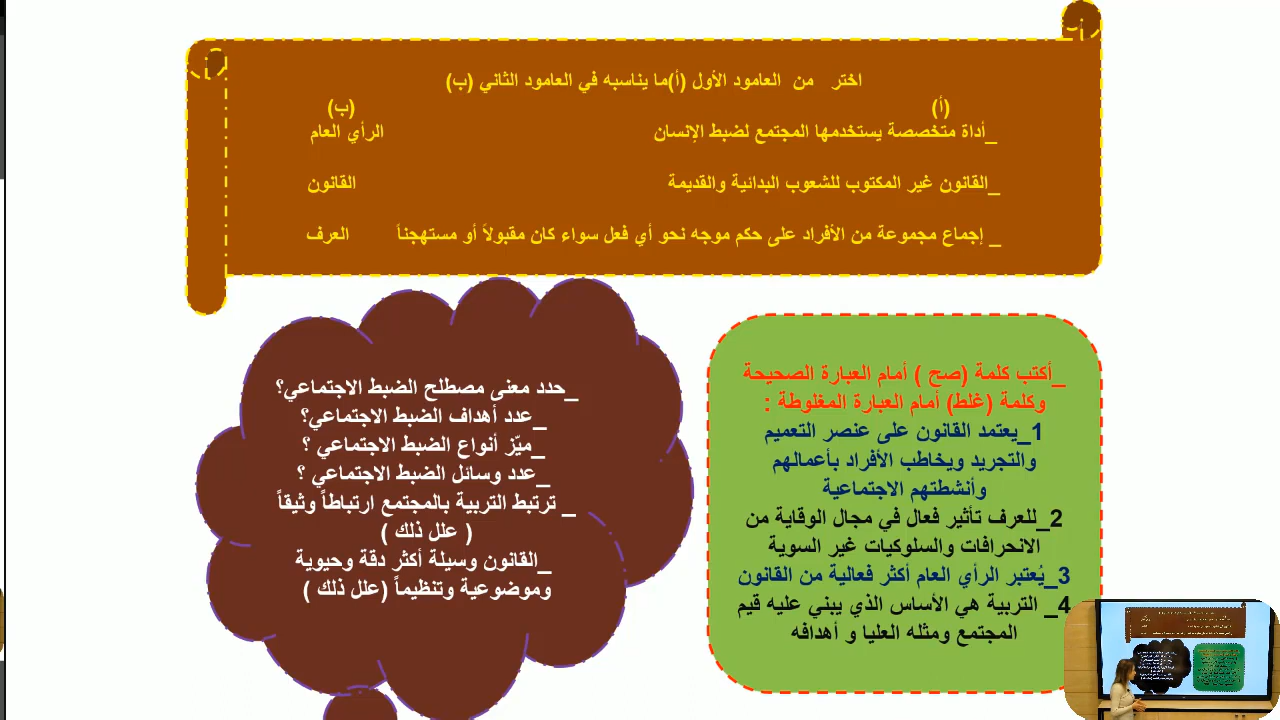 اختر من العامود الأول (أ)ما يناسبه في العامود الثاني (ب)
(أ) (ب)
_أداة متخصصة يستخدمها المجتمع لضبط الإنسان الرأي العام
_القانون غير المكتوب للشعوب البدائية والقديمة القانون
_ إجماع مجموعة من الأفراد على حكم موجه نحو أي فعل سواء كان مقبولاً أو مستهجناً العرف
_أكتب كلمة (صح ) أمام العبارة الصحيحة
وكلمة (غلط) أمام العبارة المغلوطة :
1_يعتمد القانون على عنصر التعميم
والتجريد ويخاطب الأفراد بأعمالهم
وأنشطتهم الاجتماعية
2_للعرف تأثير فعال في مجال الوقاية من
الانحرافات والسلوكيات غير السوية
3_يُعتبر الرأي العام أكثر فعالية من القانون
4_ التربية هي الأساس الذي يبني عليه قيم
المجتمع ومثله العليا و أهدافه
_حدد معنى مصطلح الضبط الاجتماعي؟
_عدد أهداف الضبط الاجتماعي؟
_ميّز أنواع الضبط الاجتماعي ؟
_عدد وسائل الضبط الاجتماعي ؟
_ ترتبط التربية بالمجتمع ارتباطاً وثيقاً
( علل ذلك )
_القانون وسيلة أكثر دقة وحيوية
وموضوعية وتنظيماً (علل ذلك )